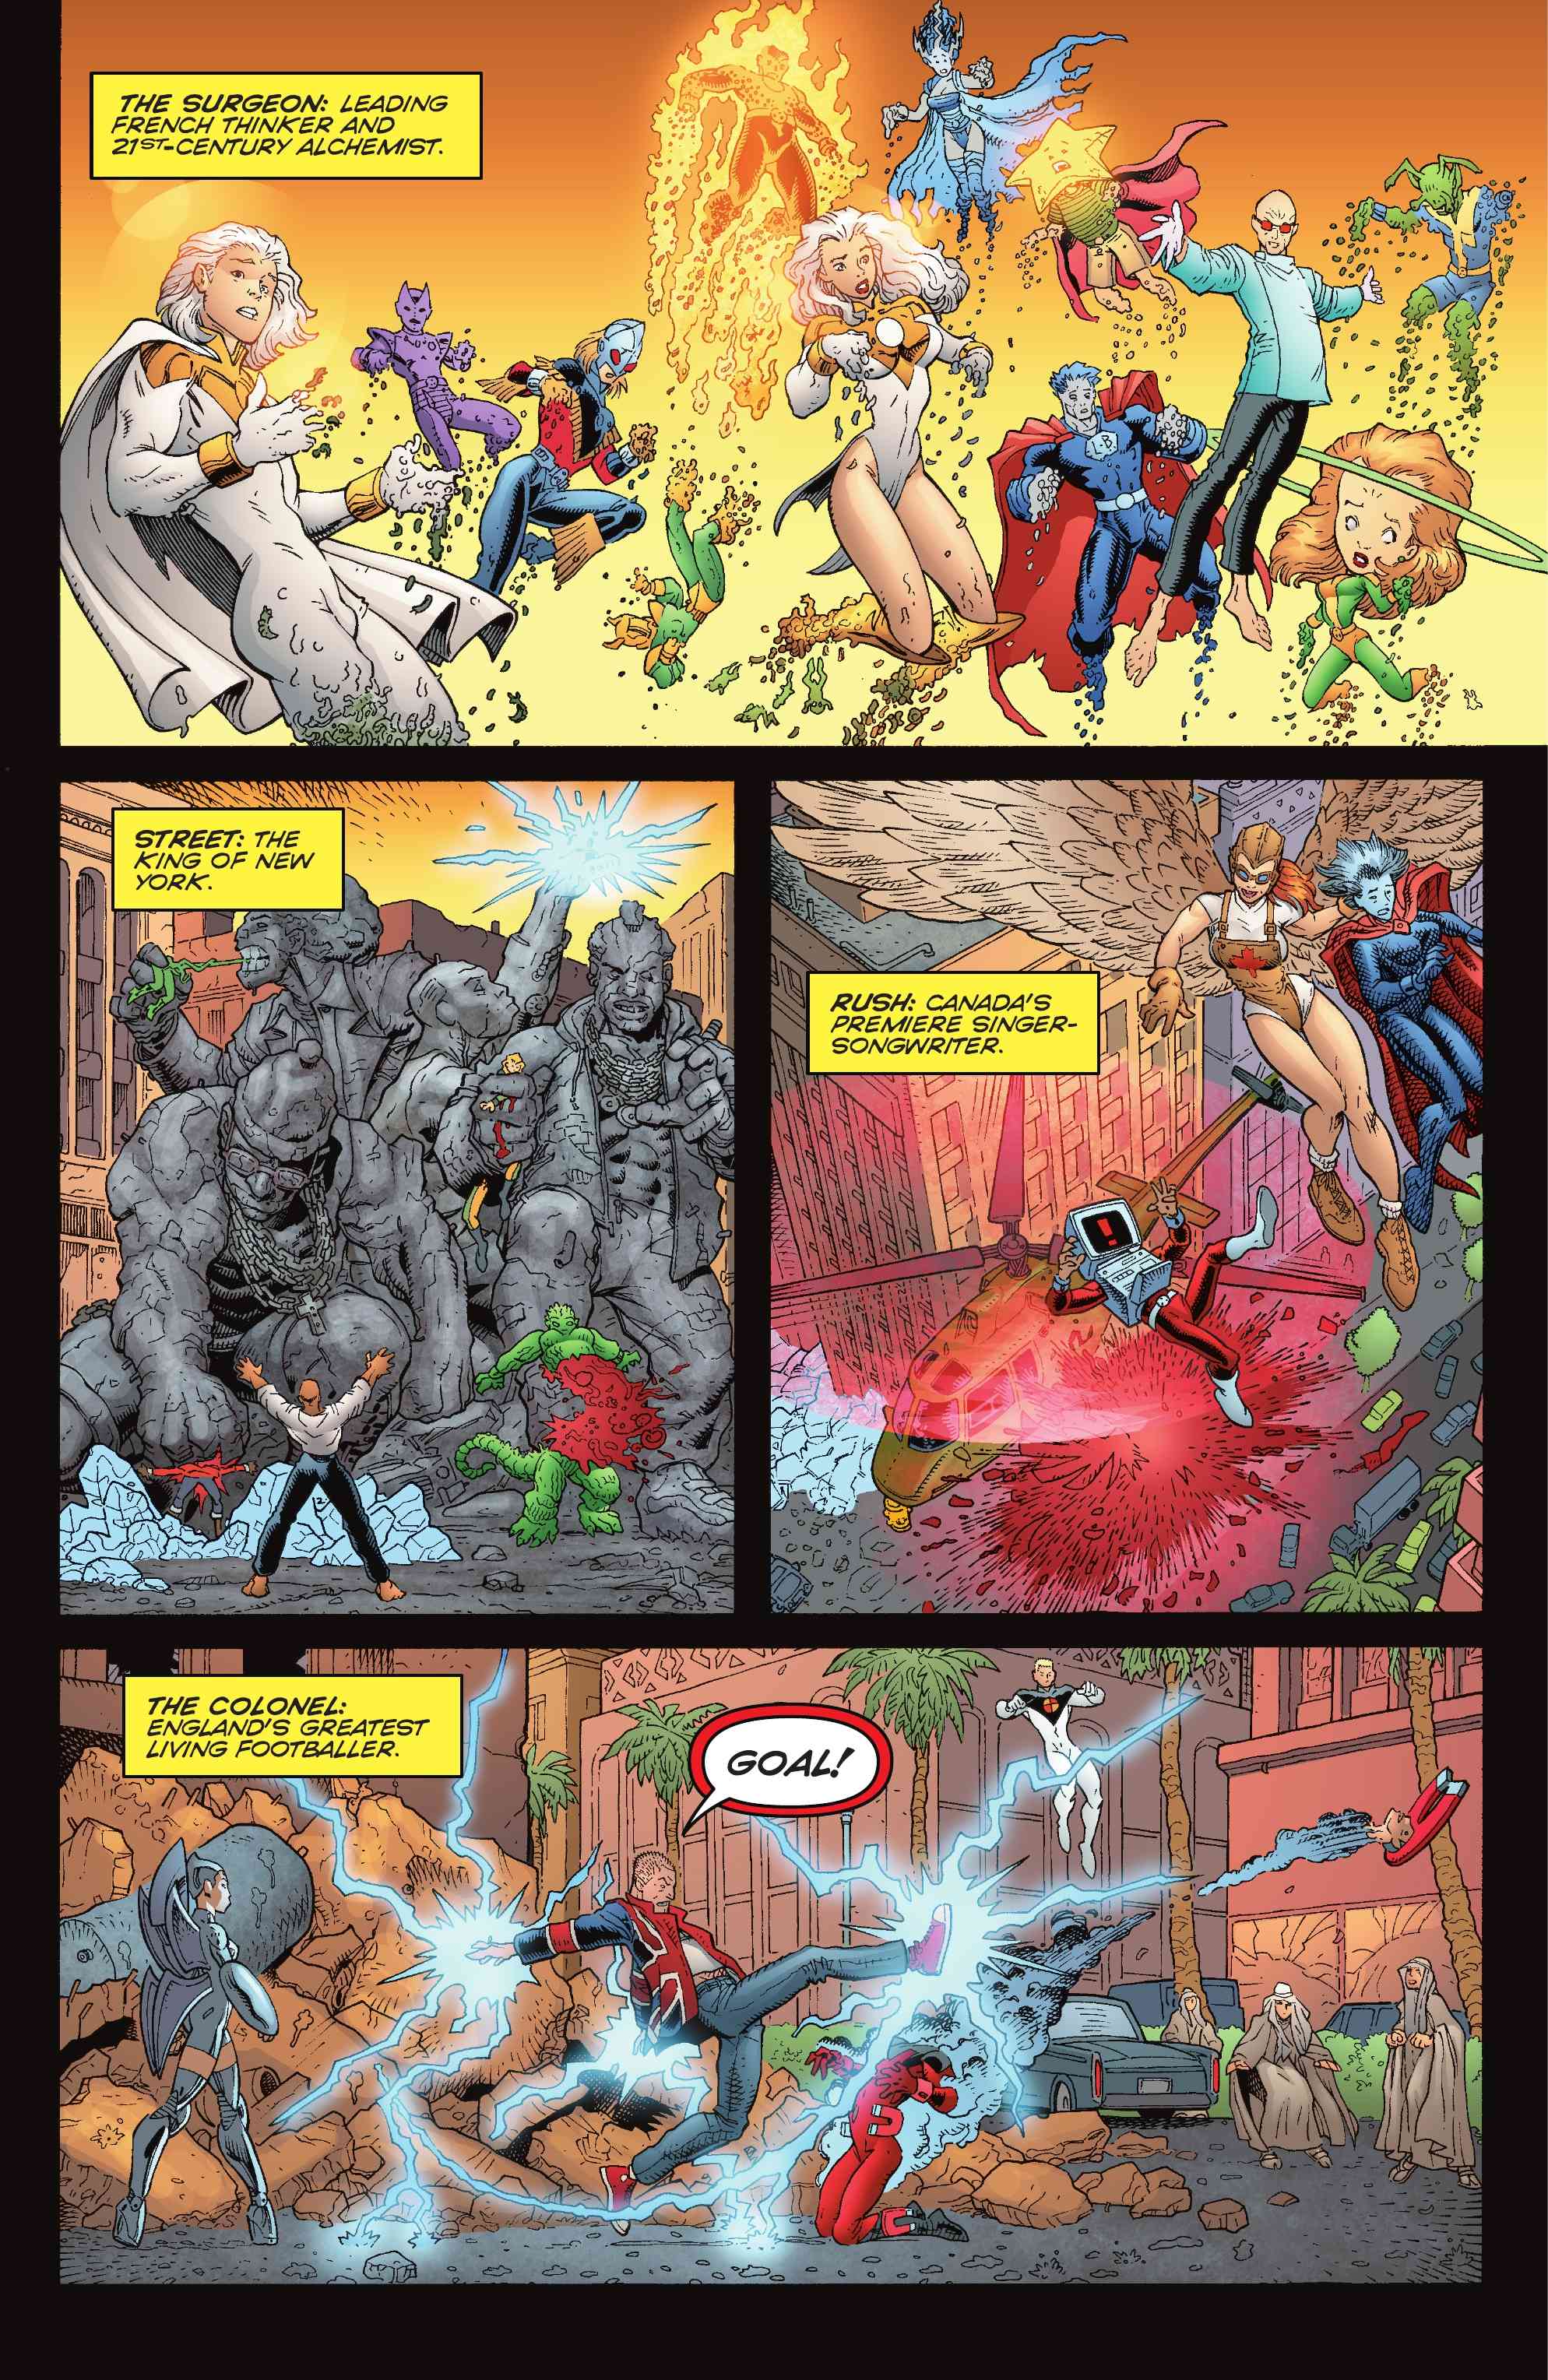 THE SURGEON: LEADING
FRENCH THINKER AND
21ST-CENTURY ALCHEMIST.
STREET: THE
KING OF NEW
YORK.
RUSH: CANADA'S
PREMIERE SINGER-
SONGWRITER.
!
THE COLONEL:
ENGLAND'S GREATEST
LIVING FOOTBALLER.
GOAL!